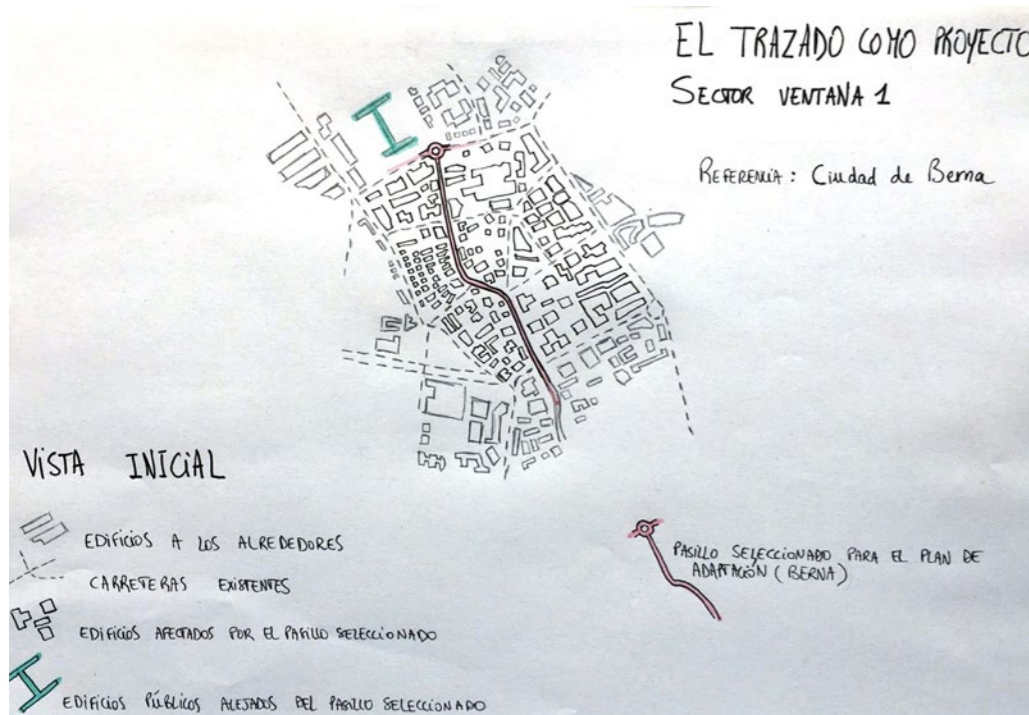 EL TRAZADO COMO PROYECTO
SECTOR VENTANA 1
REFERENCIA: Ciudad de Berna
VISTA INICIAL
EDIFICIOS A LOS ALREDEDORES
CARRETERAS EXISTENTES
EDIFICIOS AFECTADOS POR EL PASILLO SELECCIONADO
EDIFICIOS PÚBLICOS ALEJADOS DEL PASILLO SELECCIONADO
PASILLO SELECCIONADO PARA EL PLAN DE
ADAPTACIÓN (BERNA)